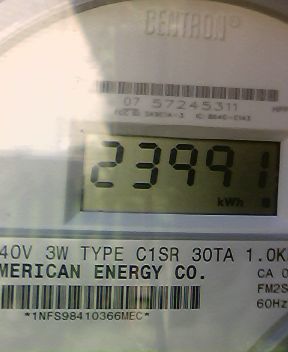 CENTRON®
07 57245311
23991
kWh
40V 3W TYPE C1SR 30TA 1.0K
MERICAN ENERGY CO.
CA 0
FM2S
60Hz
*1NFS98410366MEC*